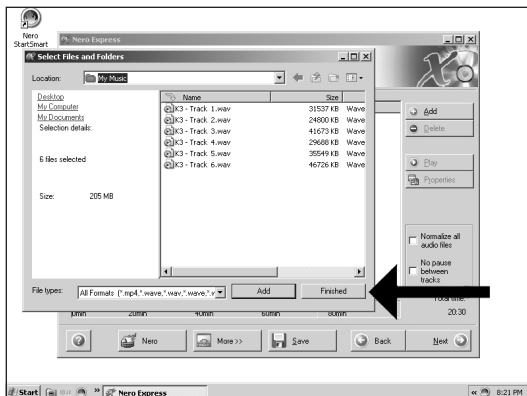 Nero
StartSmart
Nero Express
Select Files and Folders
Location: My Music
Desktop
My Computer
My Documents
Selection details:
6 files selected
Size: 205 MB
Name Size
K3 - Track 1.wav 31537 KB Wave
K3 - Track 2.wav 24800 KB Wave
K3 - Track 3.wav 41673 KB Wave
K3 - Track 4.wav 29688 KB Wave
K3 - Track 5.wav 35549 KB Wave
K3 - Track 6.wav 46726 KB Wave
File types: All Formats (*.mp4,*.wave,*.wav,*.wave,*.v
Add Finished
Add
Delete
Play
Properties
Normalize all
audio files
No pause
between
tracks
Total time:
20:30
20min 40min 60min 80min
Nero More >> Save Back Next
Start Nero Express 8:21 PM